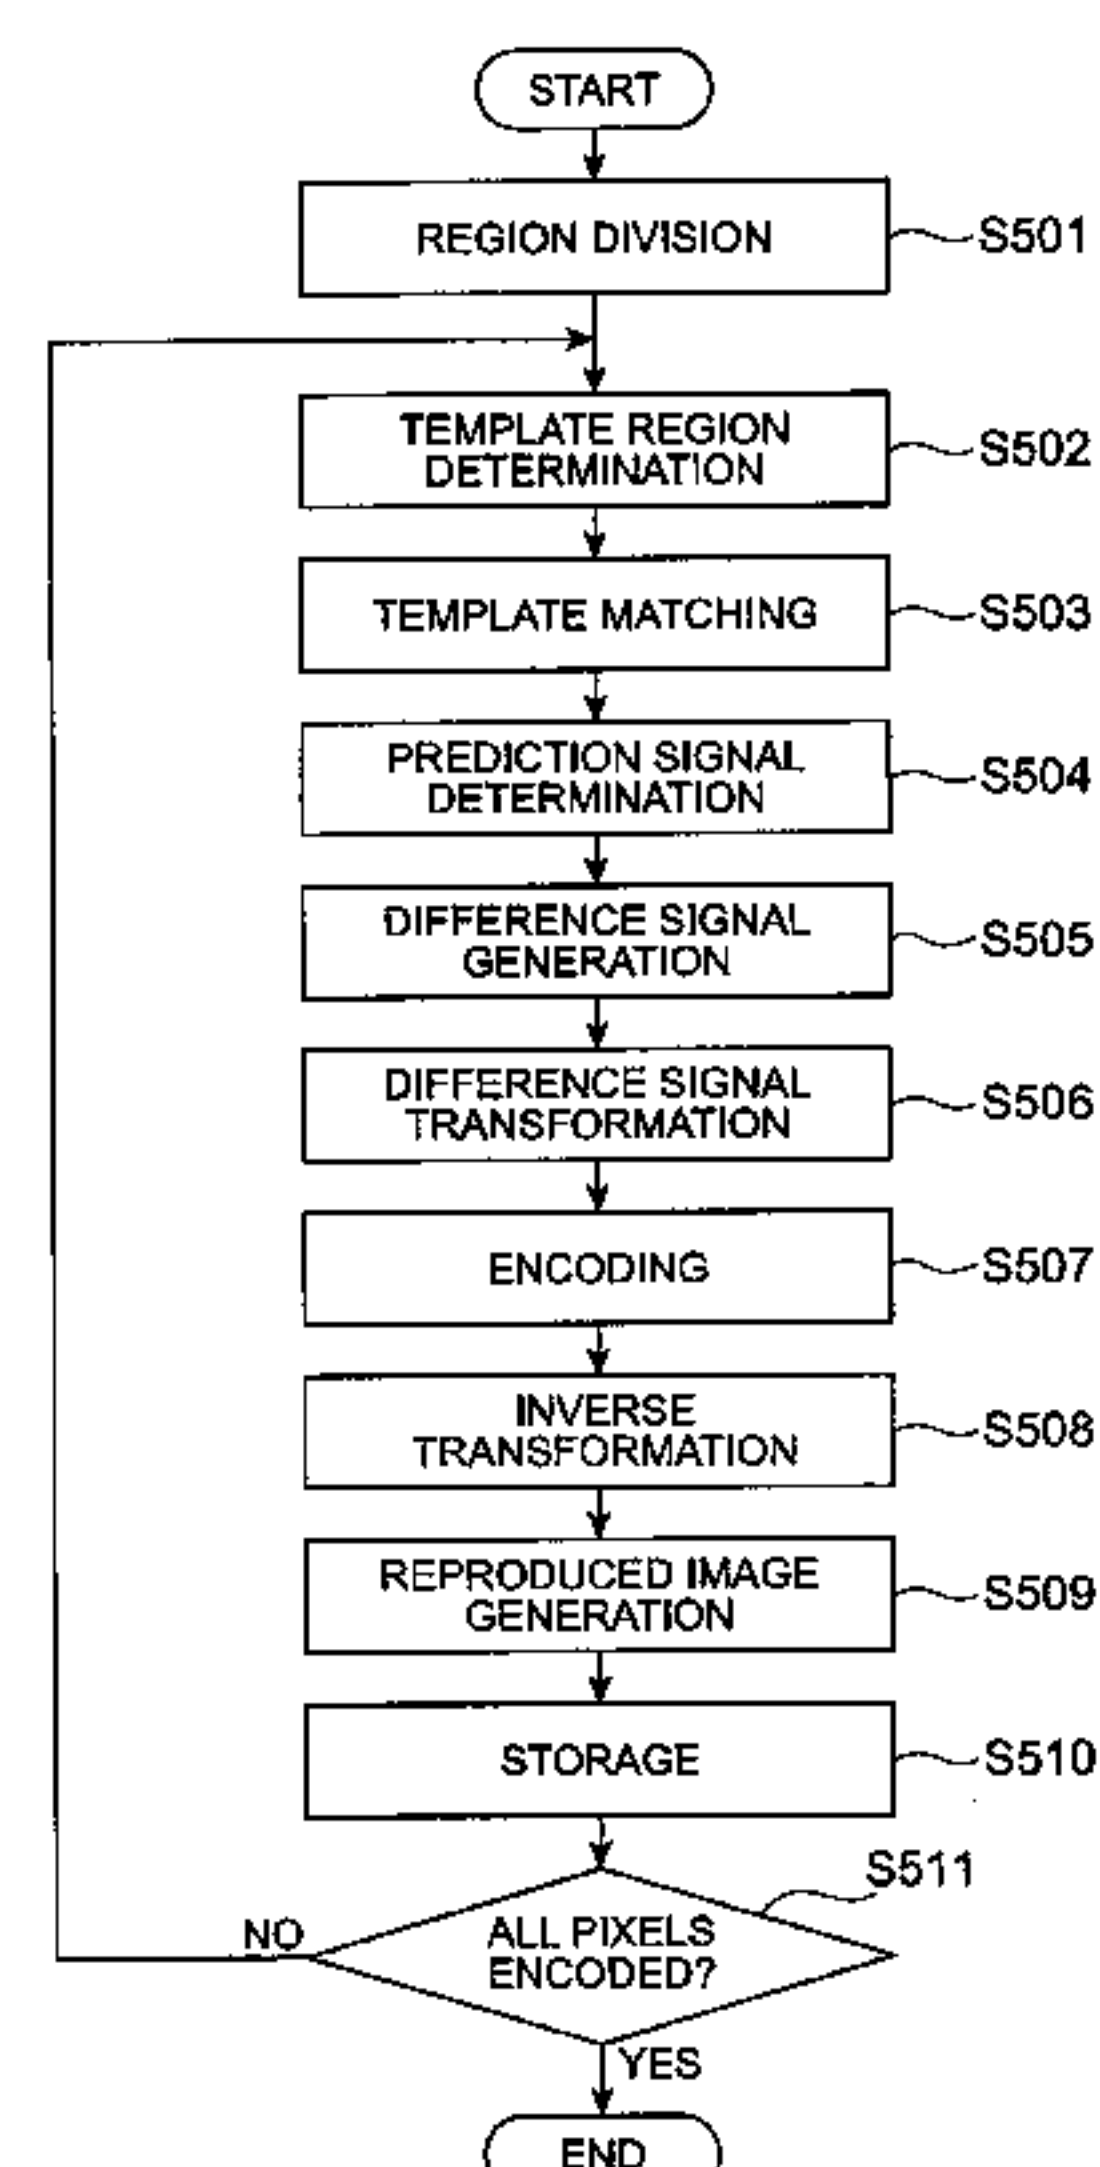 START
REGION DIVISION
S501
TEMPLATE REGION
DETERMINATION
S502
TEMPLATE MATCHING
S503
PREDICTION SIGNAL
DETERMINATION
S504
DIFFERENCE SIGNAL
GENERATION
S505
DIFFERENCE SIGNAL
TRANSFORMATION
S506
ENCODING
S507
INVERSE
TRANSFORMATION
S508
REPRODUCED IMAGE
GENERATION
S509
STORAGE
S510
S511
ALL PIXELS
ENCODED?
NO
YES
END